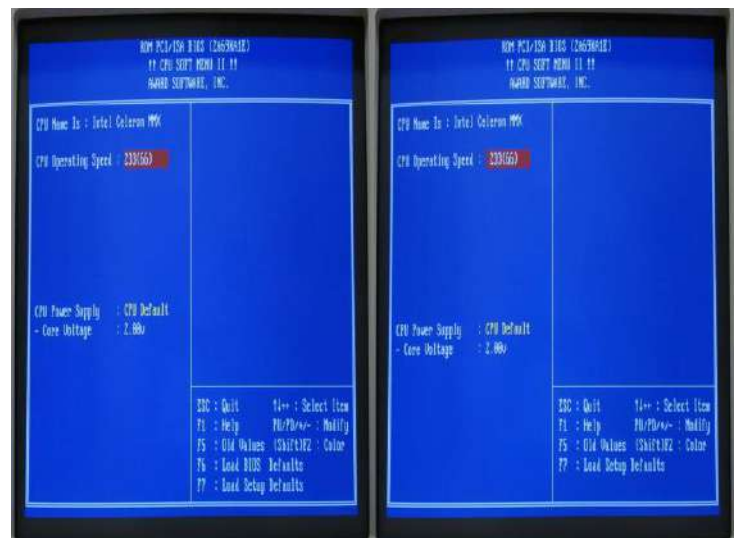 ROM PCI/ISA BIOS (2A69KA1E)
!! CPU SOFT MENU II !!
AWARD SOFTWARE, INC.
CPU Name Is : Intel Celeron MMX
CPU Operating Speed : 233(66)
CPU Power Supply : CPU Default
- Core Voltage : 2.00v
ESC : Quit ↑↓→← : Select Item
F1 : Help PU/PD/+/- : Modify
F5 : Old Values (Shift)F2 : Color
F6 : Load BIOS Defaults
F7 : Load Setup Defaults
ROM PCI/ISA BIOS (2A69KA1E)
!! CPU SOFT MENU II !!
AWARD SOFTWARE, INC.
CPU Name Is : Intel Celeron MMX
CPU Operating Speed : 233(66)
CPU Power Supply : CPU Default
- Core Voltage : 2.00v
ESC : Quit ↑↓→← : Select Item
F1 : Help PU/PD/+/- : Modify
F5 : Old Values (Shift)F2 : Color
F7 : Load Setup Defaults